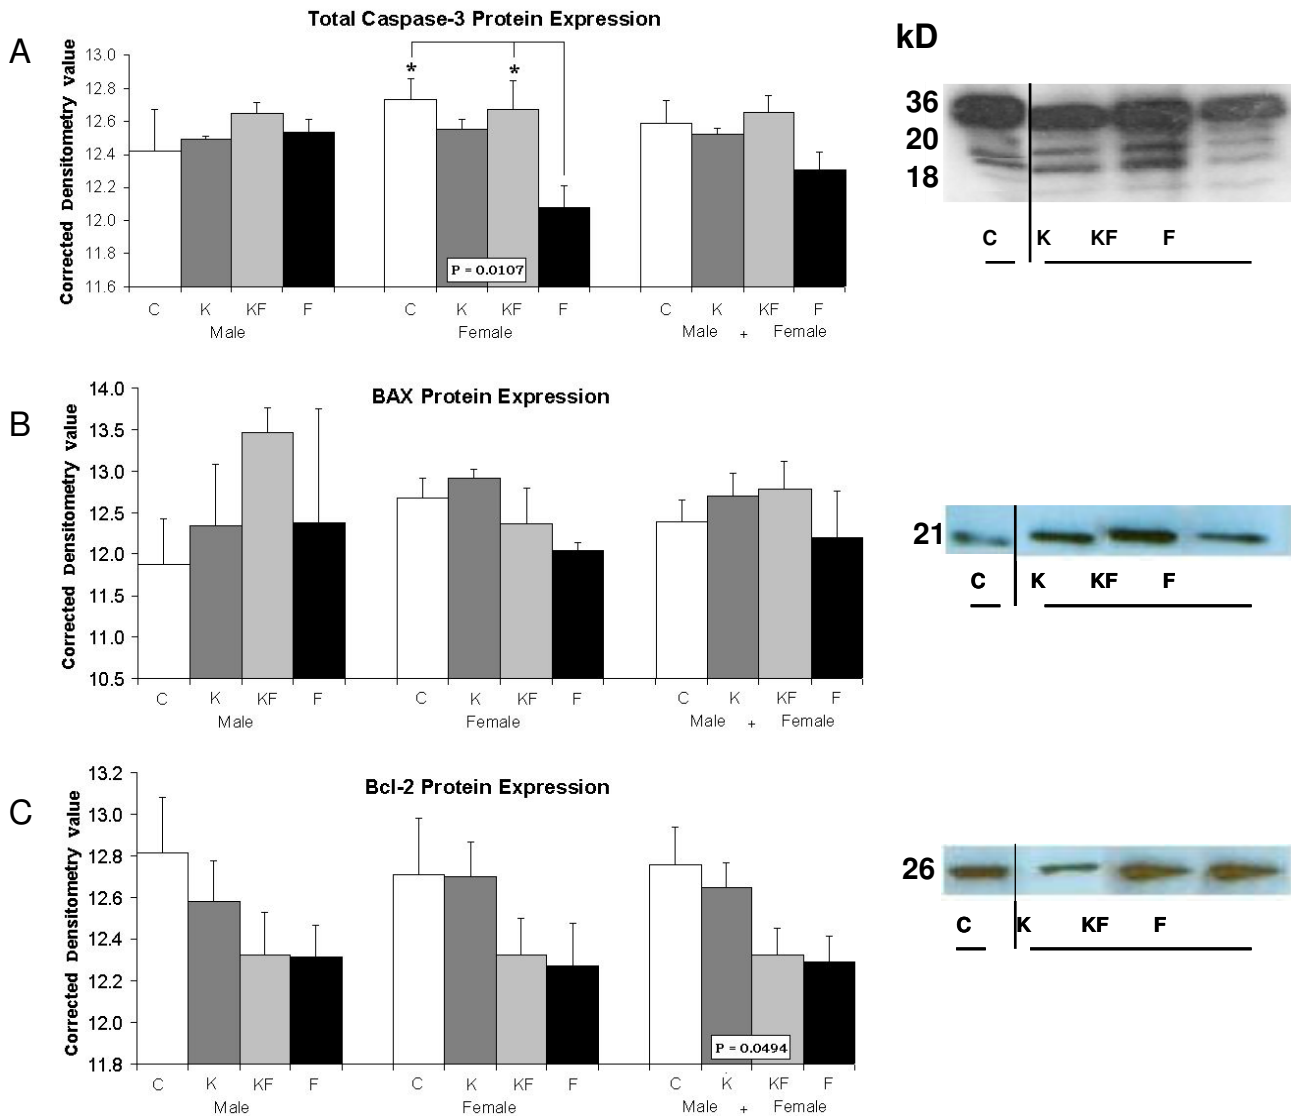 Total Caspase-3 Protein Expression
A
Corrected Densitometry value
13.0
12.8
12.6
12.4
12.2
12.0
11.8
11.6
* *
P = 0.0107
C K KF F C K KF F C K KF F
Male Female Male + Female
kD
36
20
18
C K KF F
B
BAX Protein Expression
Corrected Densitometry value
14.0
13.5
13.0
12.5
12.0
11.5
11.0
10.5
C K KF F C K KF F C K KF F
Male Female Male + Female
21
C K KF F
C
Bcl-2 Protein Expression
Corrected Densitometry value
13.2
13.0
12.8
12.6
12.4
12.2
12.0
11.8
P = 0.0494
C K KF F C K KF F C K KF F
Male Female Male + Female
26
C K KF F